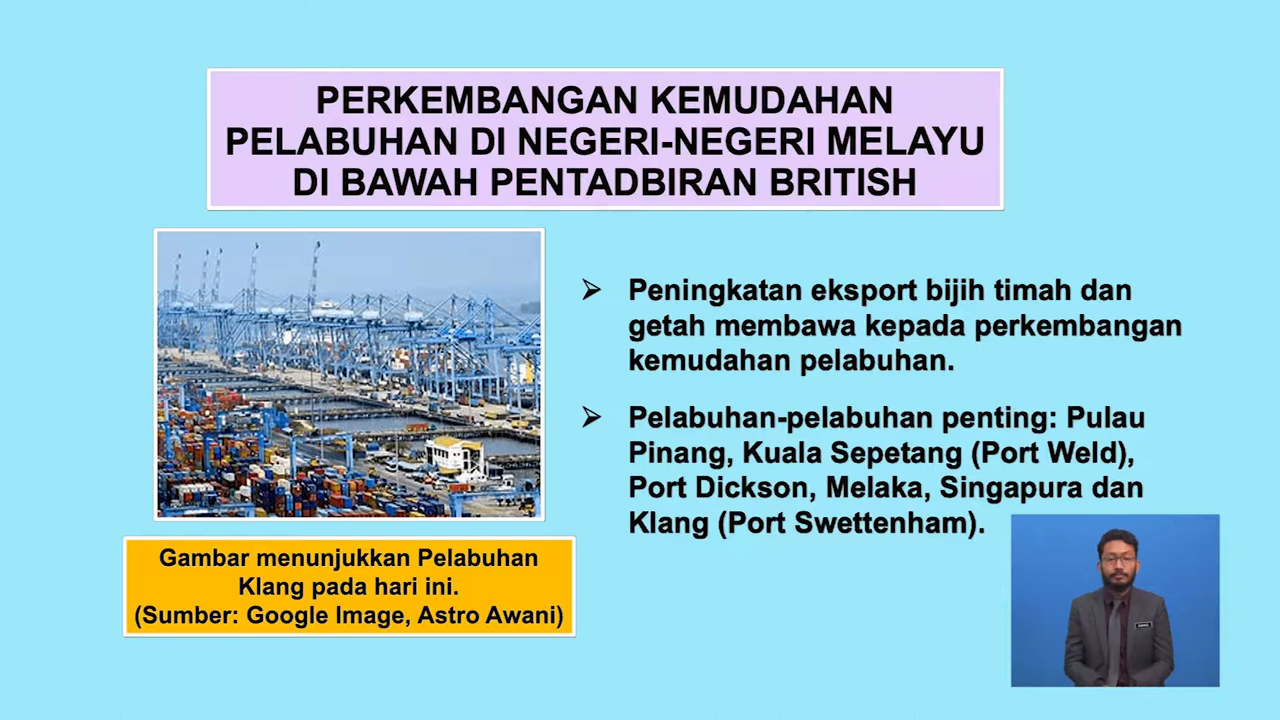 PERKEMBANGAN KEMUDAHAN
PELABUHAN DI NEGERI-NEGERI MELAYU
DI BAWAH PENTADBIRAN BRITISH
➢ Peningkatan eksport bijih timah dan
getah membawa kepada perkembangan
kemudahan pelabuhan.
➢ Pelabuhan-pelabuhan penting: Pulau
Pinang, Kuala Sepetang (Port Weld),
Port Dickson, Melaka, Singapura dan
Klang (Port Swettenham).
Gambar menunjukkan Pelabuhan
Klang pada hari ini.
(Sumber: Google Image, Astro Awani)